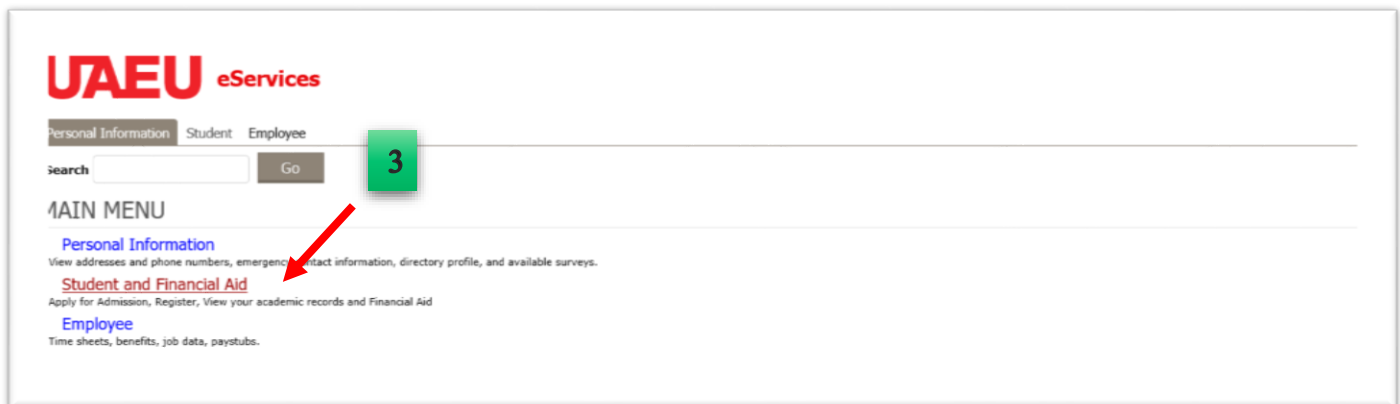 UAEU eServices
Personal Information Student Employee
Search Go
3
MAIN MENU
Personal Information
View addresses and phone numbers, emergency contact information, directory profile, and available surveys.
Student and Financial Aid
Apply for Admission, Register, View your academic records and Financial Aid
Employee
Time sheets, benefits, job data, paystubs.